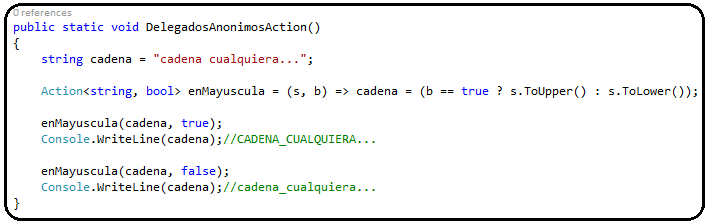 0 references
public static void DelegadosAnonimosAction()
{
string cadena = "cadena cualquiera...";
Action<string, bool> enMayuscula = (s, b) => cadena = (b == true ? s.ToUpper() : s.ToLower());
enMayuscula(cadena, true);
Console.WriteLine(cadena);//CADENA_CUALQUIERA...
enMayuscula(cadena, false);
Console.WriteLine(cadena);//cadena_cualquiera...
}